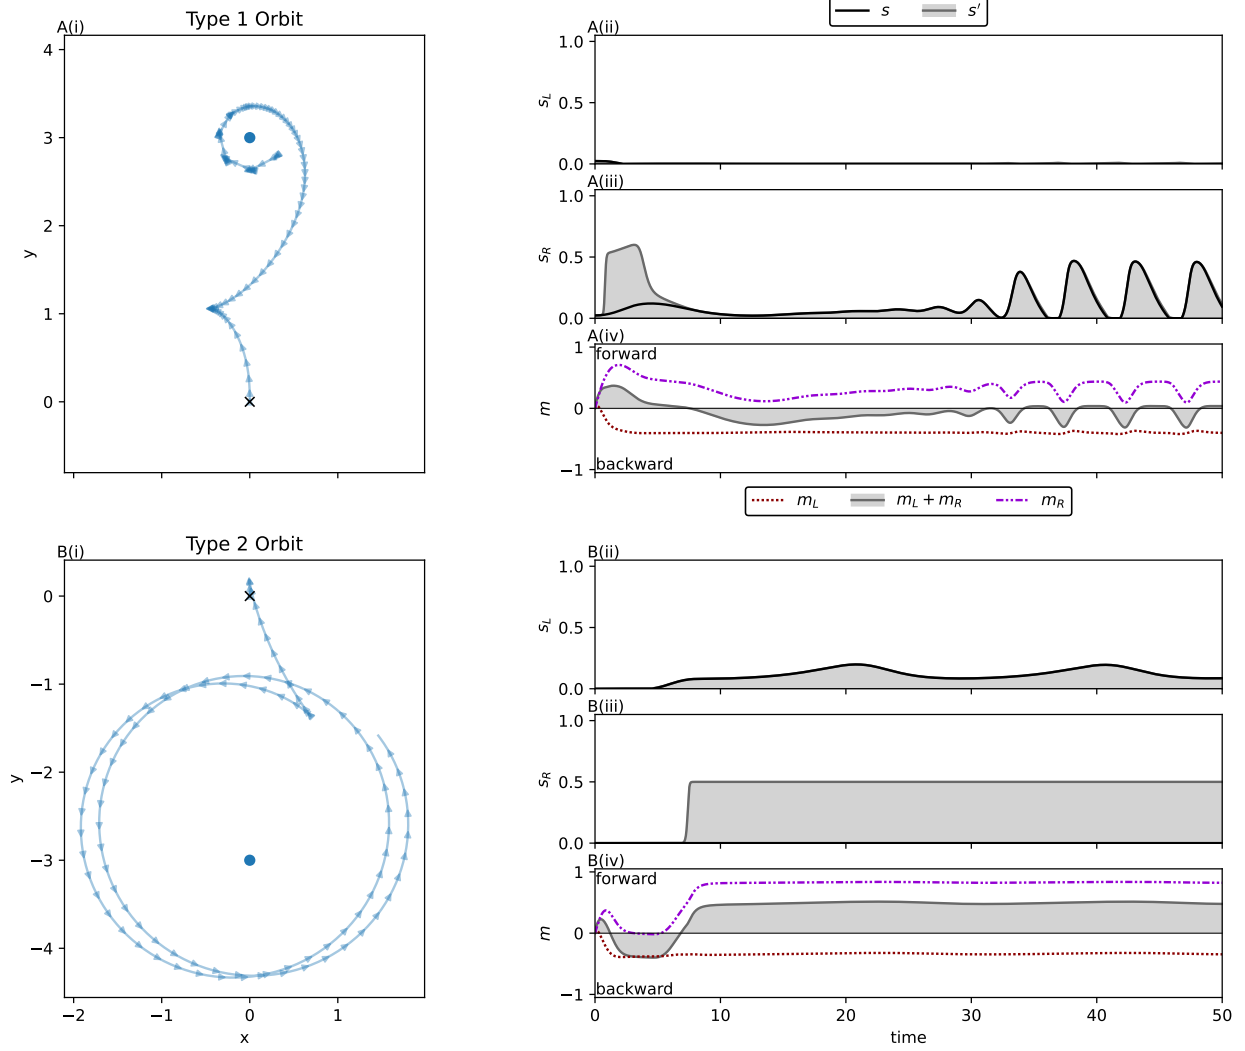 Type 1 Orbit
A(i)
4
3
2
1
0
y
s s′
A(ii)
1.0
0.5
0.0
s_L
A(iii)
1.0
0.5
0.0
s_R
A(iv)
1
0
−1
m
forward
backward
m_L m_L + m_R m_R
Type 2 Orbit
B(i)
0
−1
−2
−3
−4
y
−2 −1 0 1
x
B(ii)
1.0
0.5
0.0
s_L
B(iii)
1.0
0.5
0.0
s_R
B(iv)
1
0
−1
m
forward
backward
0 10 20 30 40 50
time